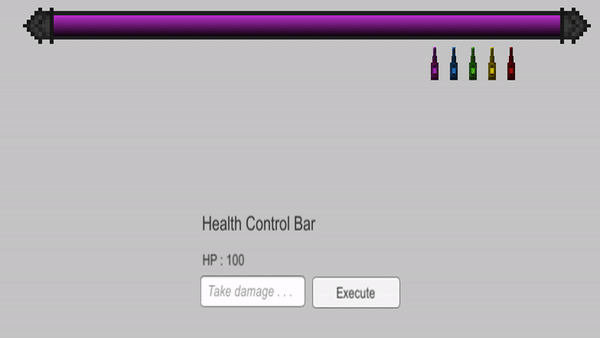 Health Control Bar
HP : 100
Take damage . . .
Execute